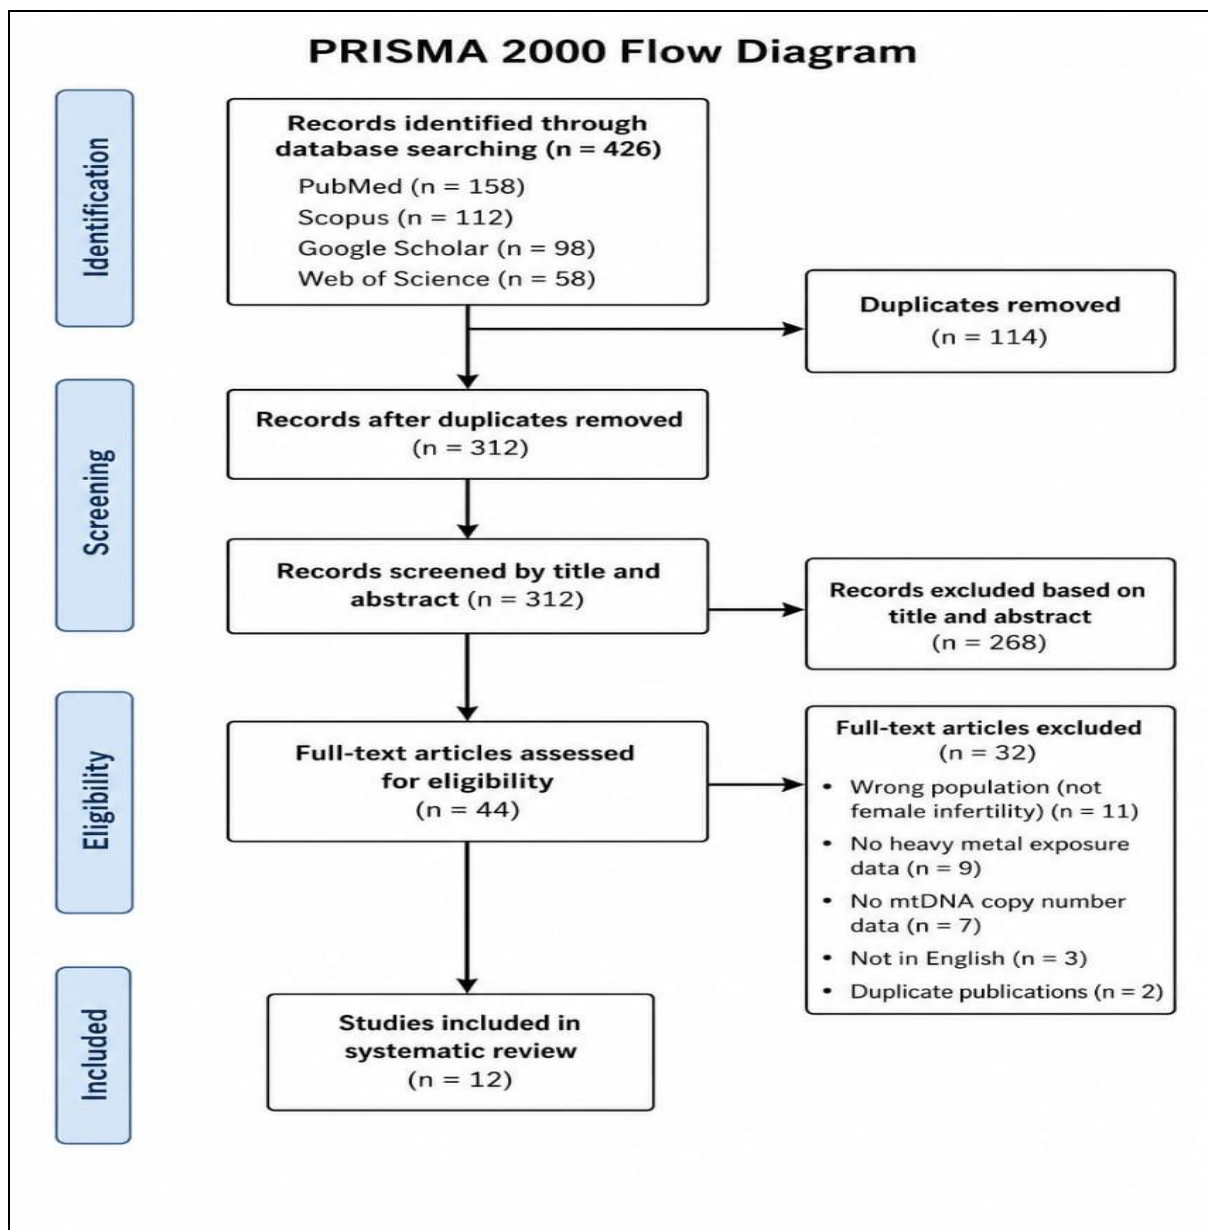 PRISMA 2000 Flow Diagram
Identification
Records identified through
database searching (n = 426)
PubMed (n = 158)
Scopus (n = 112)
Google Scholar (n = 98)
Web of Science (n = 58)
Duplicates removed
(n = 114)
Screening
Records after duplicates removed
(n = 312)
Records screened by title and
abstract (n = 312)
Records excluded based on
title and abstract
(n = 268)
Eligibility
Full-text articles assessed
for eligibility
(n = 44)
Full-text articles excluded
(n = 32)
• Wrong population (not
female infertility) (n = 11)
• No heavy metal exposure
data (n = 9)
• No mtDNA copy number
data (n = 7)
• Not in English (n = 3)
• Duplicate publications (n = 2)
Included
Studies included in
systematic review
(n = 12)